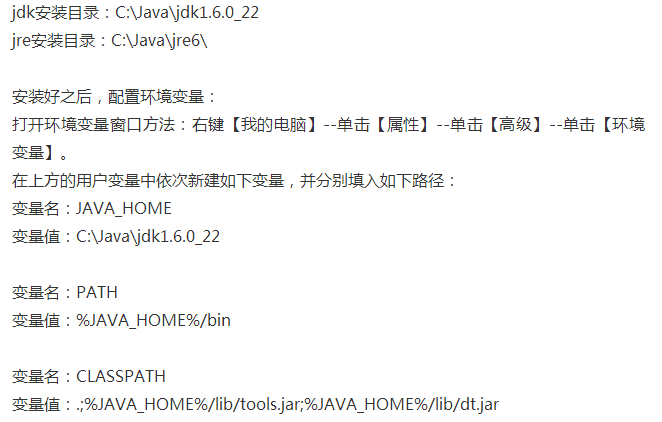 jdk安装目录：C:\Java\jdk1.6.0_22
jre安装目录：C:\Java\jre6\
安装好之后，配置环境变量：
打开环境变量窗口方法：右键【我的电脑】--单击【属性】--单击【高级】--单击【环境
变量】。
在上方的用户变量中依次新建如下变量，并分别填入如下路径：
变量名：JAVA_HOME
变量值：C:\Java\jdk1.6.0_22
变量名：PATH
变量值：%JAVA_HOME%/bin
变量名：CLASSPATH
变量值：.;%JAVA_HOME%/lib/tools.jar;%JAVA_HOME%/lib/dt.jar